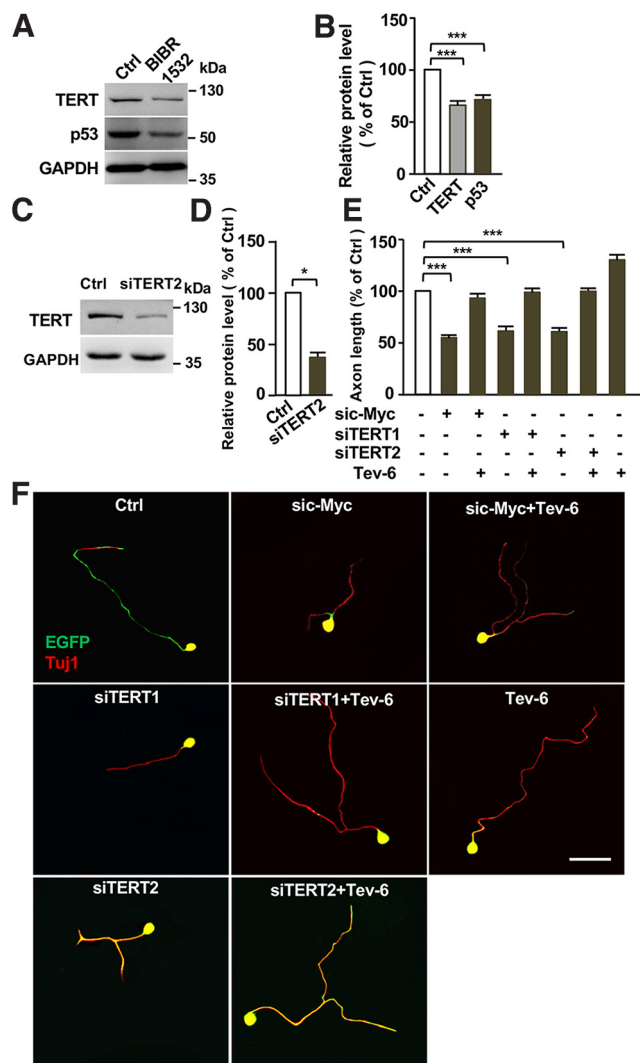 A
Ctrl
BIBR
1532
kDa
TERT
130
p53
50
GAPDH
35
B
Relative protein level
( % of Ctrl )
150
100
50
0
***
***
Ctrl
TERT
p53
C
Ctrl siTERT2 kDa
TERT
130
GAPDH
35
D
Relative protein level ( % of Ctrl )
150
100
50
0
*
Ctrl
siTERT2
E
Axon length (% of Ctrl )
150
100
50
0
***
***
***
sic-Myc - + + - - - - -
siTERT1 - - - + + - - -
siTERT2 - - - - - + + -
Tev-6 - - + - + - + +
F
Ctrl
EGFP
Tuj1
sic-Myc
sic-Myc+Tev-6
siTERT1
siTERT1+Tev-6
Tev-6
siTERT2
siTERT2+Tev-6